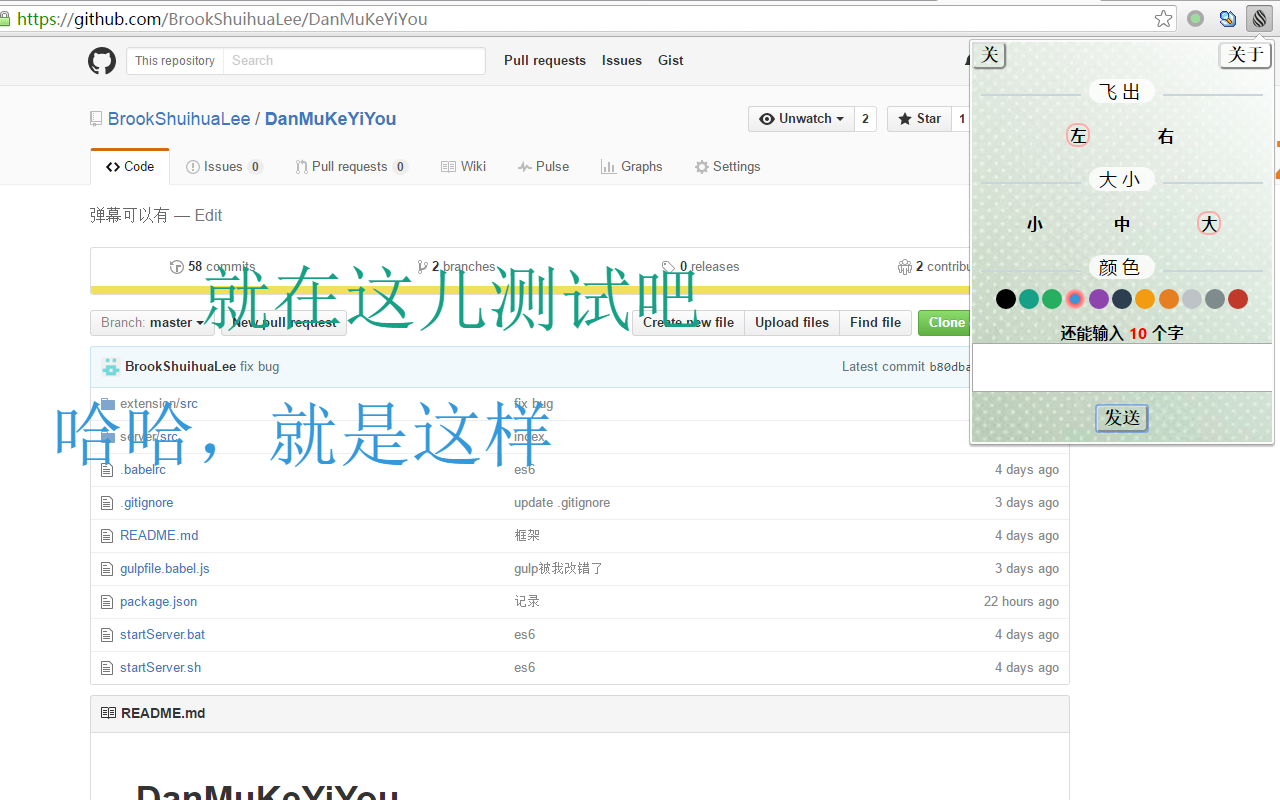 https://github.com/BrookShuihuaLee/DanMuKeYiYou
This repository Search Pull requests Issues Gist
BrookShuihuaLee / DanMuKeYiYou Unwatch 2 Star 1
Code Issues 0 Pull requests 0 Wiki Pulse Graphs Settings
弹幕可以有 — Edit
58 commits 2 branches 0 releases 2 contribu
就在这儿测试吧
Branch: master New pull request Create new file Upload files Find file Clone
BrookShuihuaLee fix bug Latest commit b80dba
extension/src fix bug
哈哈，就是这样
server/src index
.babelrc es6 4 days ago
.gitignore update .gitignore 3 days ago
README.md 框架 4 days ago
gulpfile.babel.js gulp被我改错了 3 days ago
package.json 记录 22 hours ago
startServer.bat es6 4 days ago
startServer.sh es6 4 days ago
README.md
DanMuKeYiYou
关 关于
飞出
左 右
大小
小 中 大
颜色
还能输入 10 个字
发送